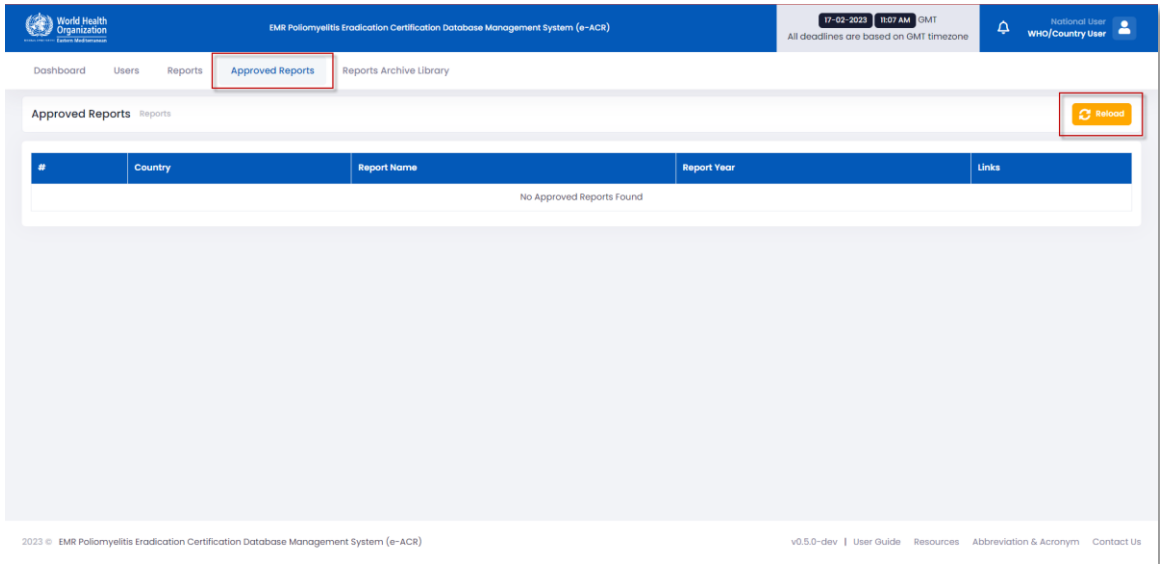 World Health
Organization
Eastern Mediterranean
EMR Poliomyelitis Eradication Certification Database Management System (e-ACR)
17-02-2023 11:07 AM GMT
All deadlines are based on GMT timezone
National User
WHO/Country User
Dashboard Users Reports Approved Reports Reports Archive Library
Approved Reports Reports
Reload
# Country Report Name Report Year Links
No Approved Reports Found
2023 © EMR Poliomyelitis Eradication Certification Database Management System (e-ACR)
v0.5.0-dev | User Guide Resources Abbreviation & Acronym Contact Us